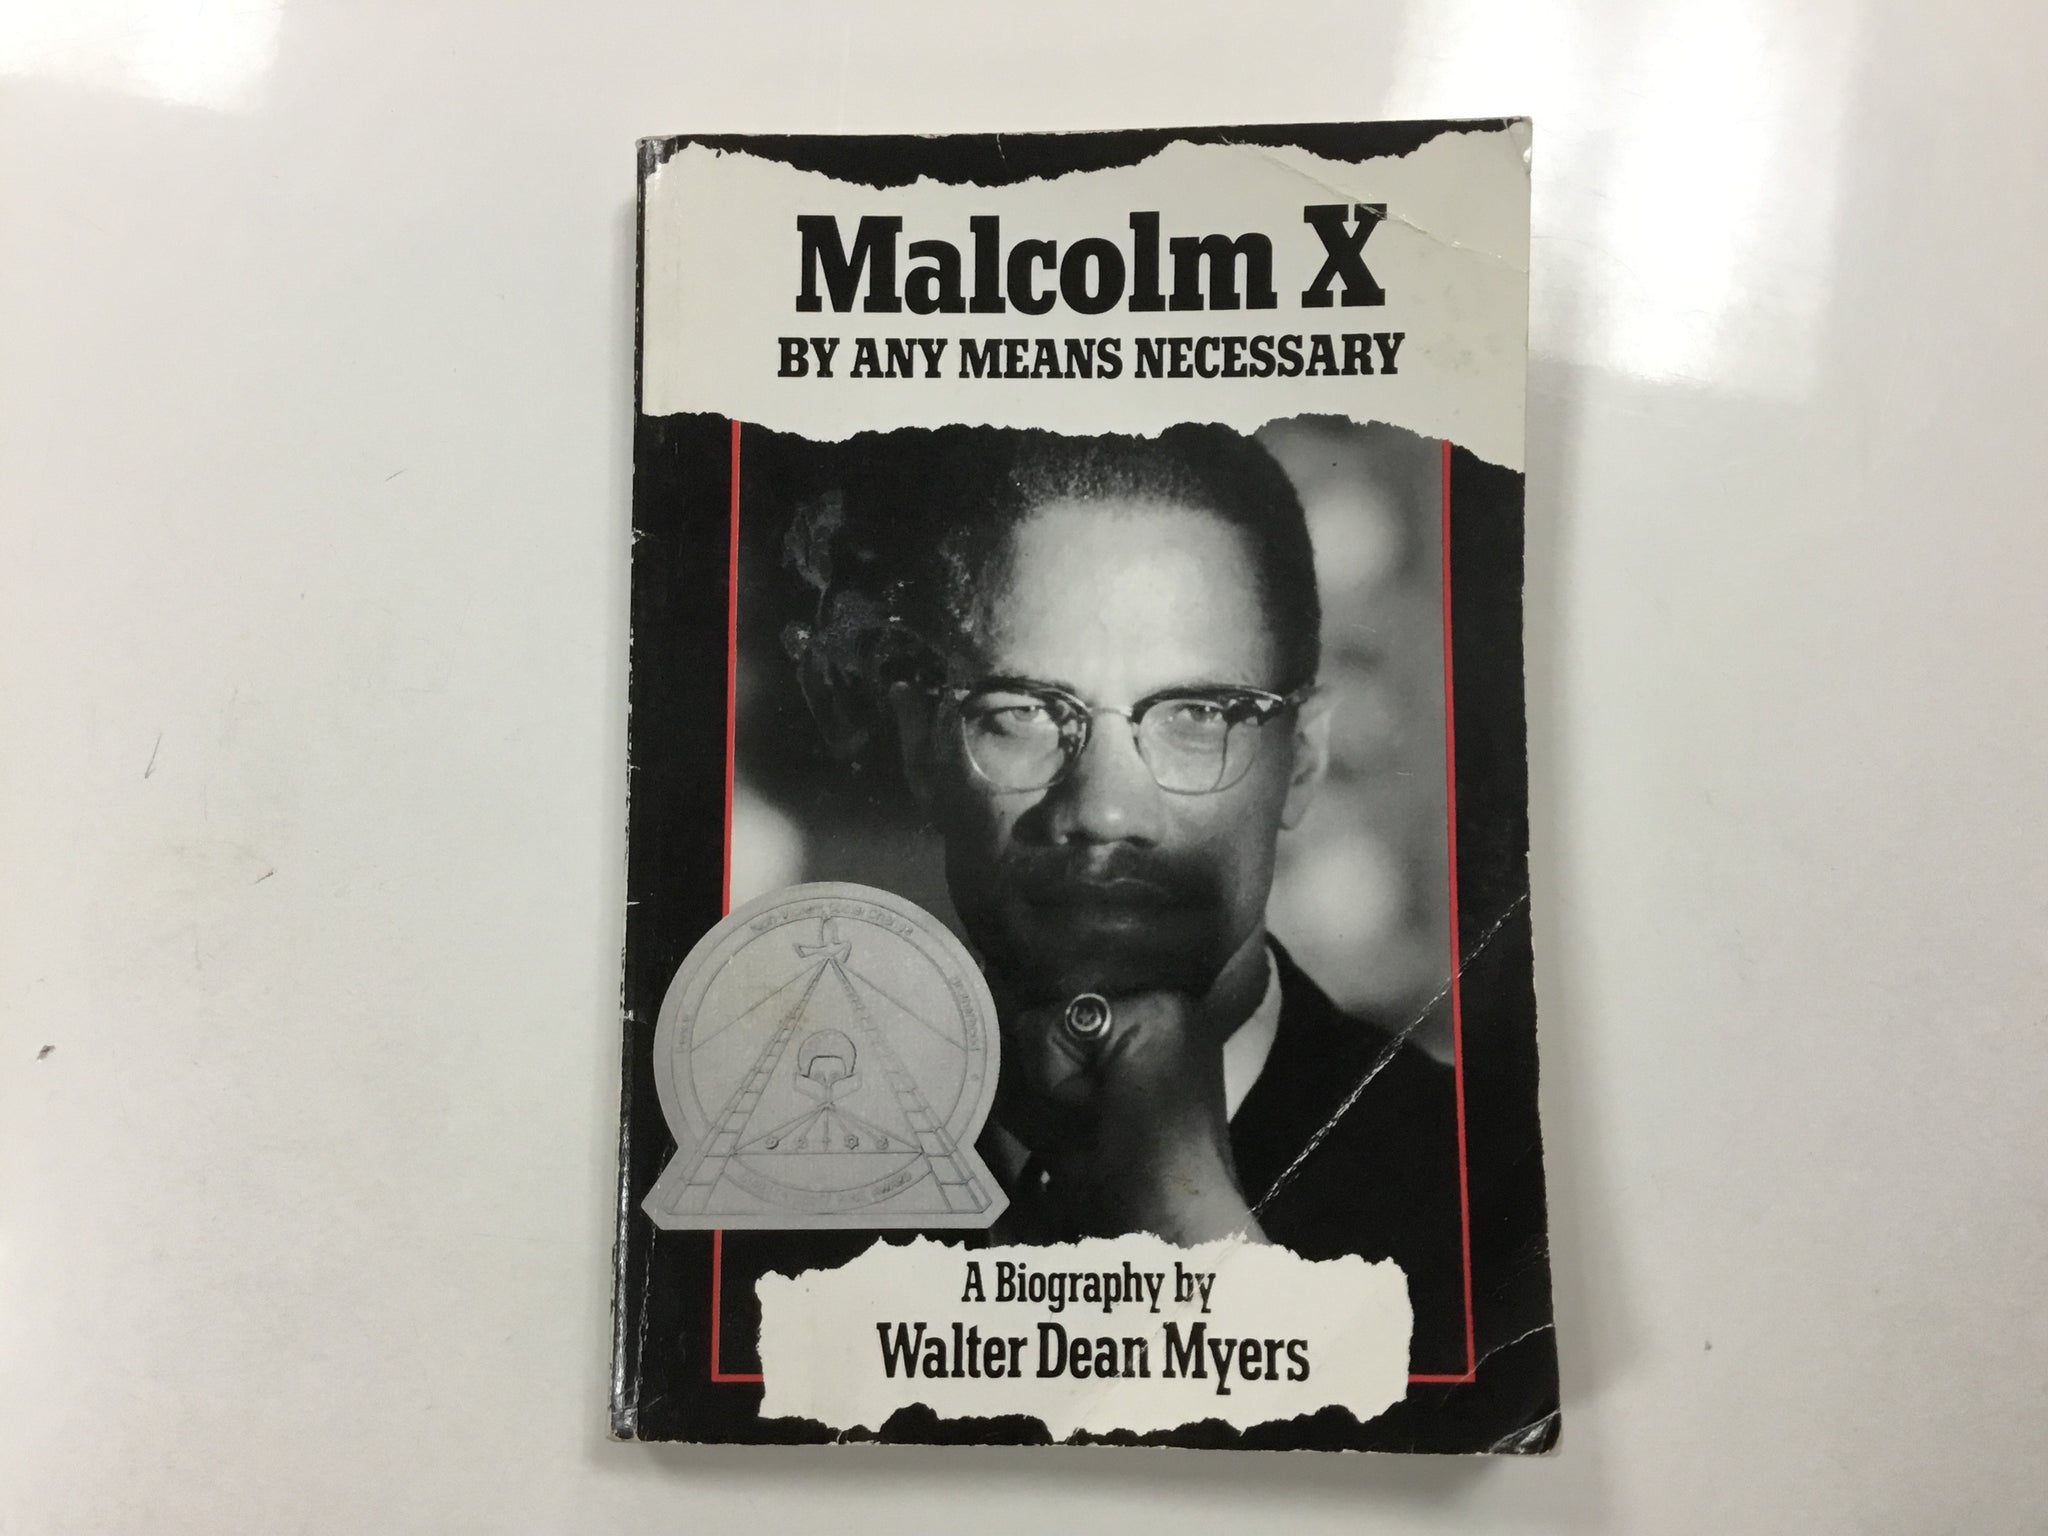 Malcolm X
BY ANY MEANS NECESSARY
A Biography by
Walter Dean Myers